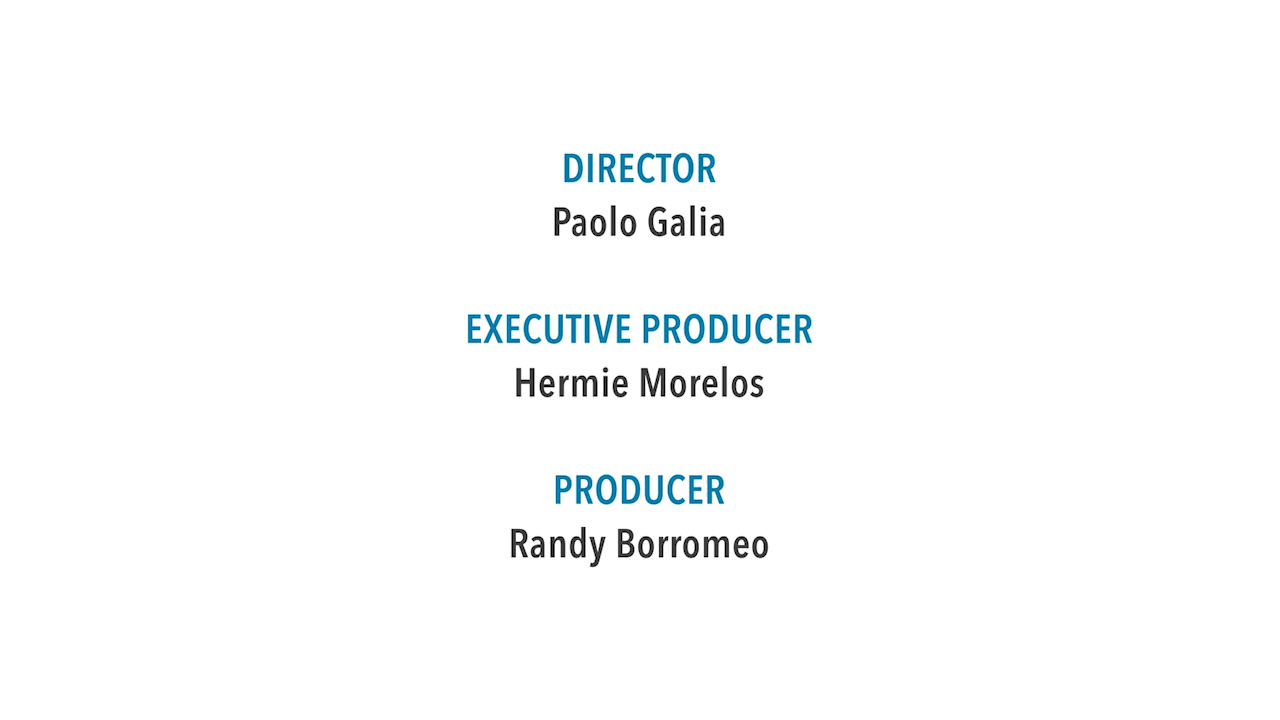 DIRECTOR
Paolo Galia
EXECUTIVE PRODUCER
Hermie Morelos
PRODUCER
Randy Borromeo